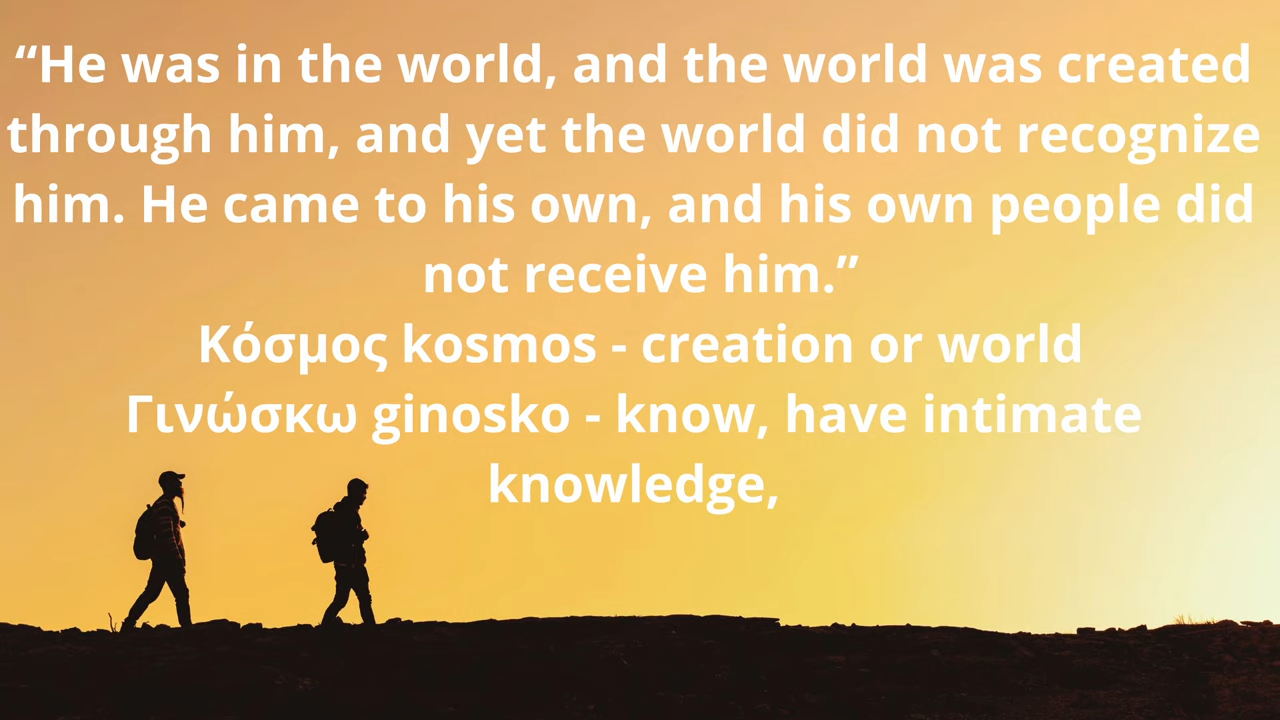 “He was in the world, and the world was created
through him, and yet the world did not recognize
him. He came to his own, and his own people did
not receive him.”
Κόσμος kosmos - creation or world
Γινώσκω ginosko - know, have intimate
knowledge,